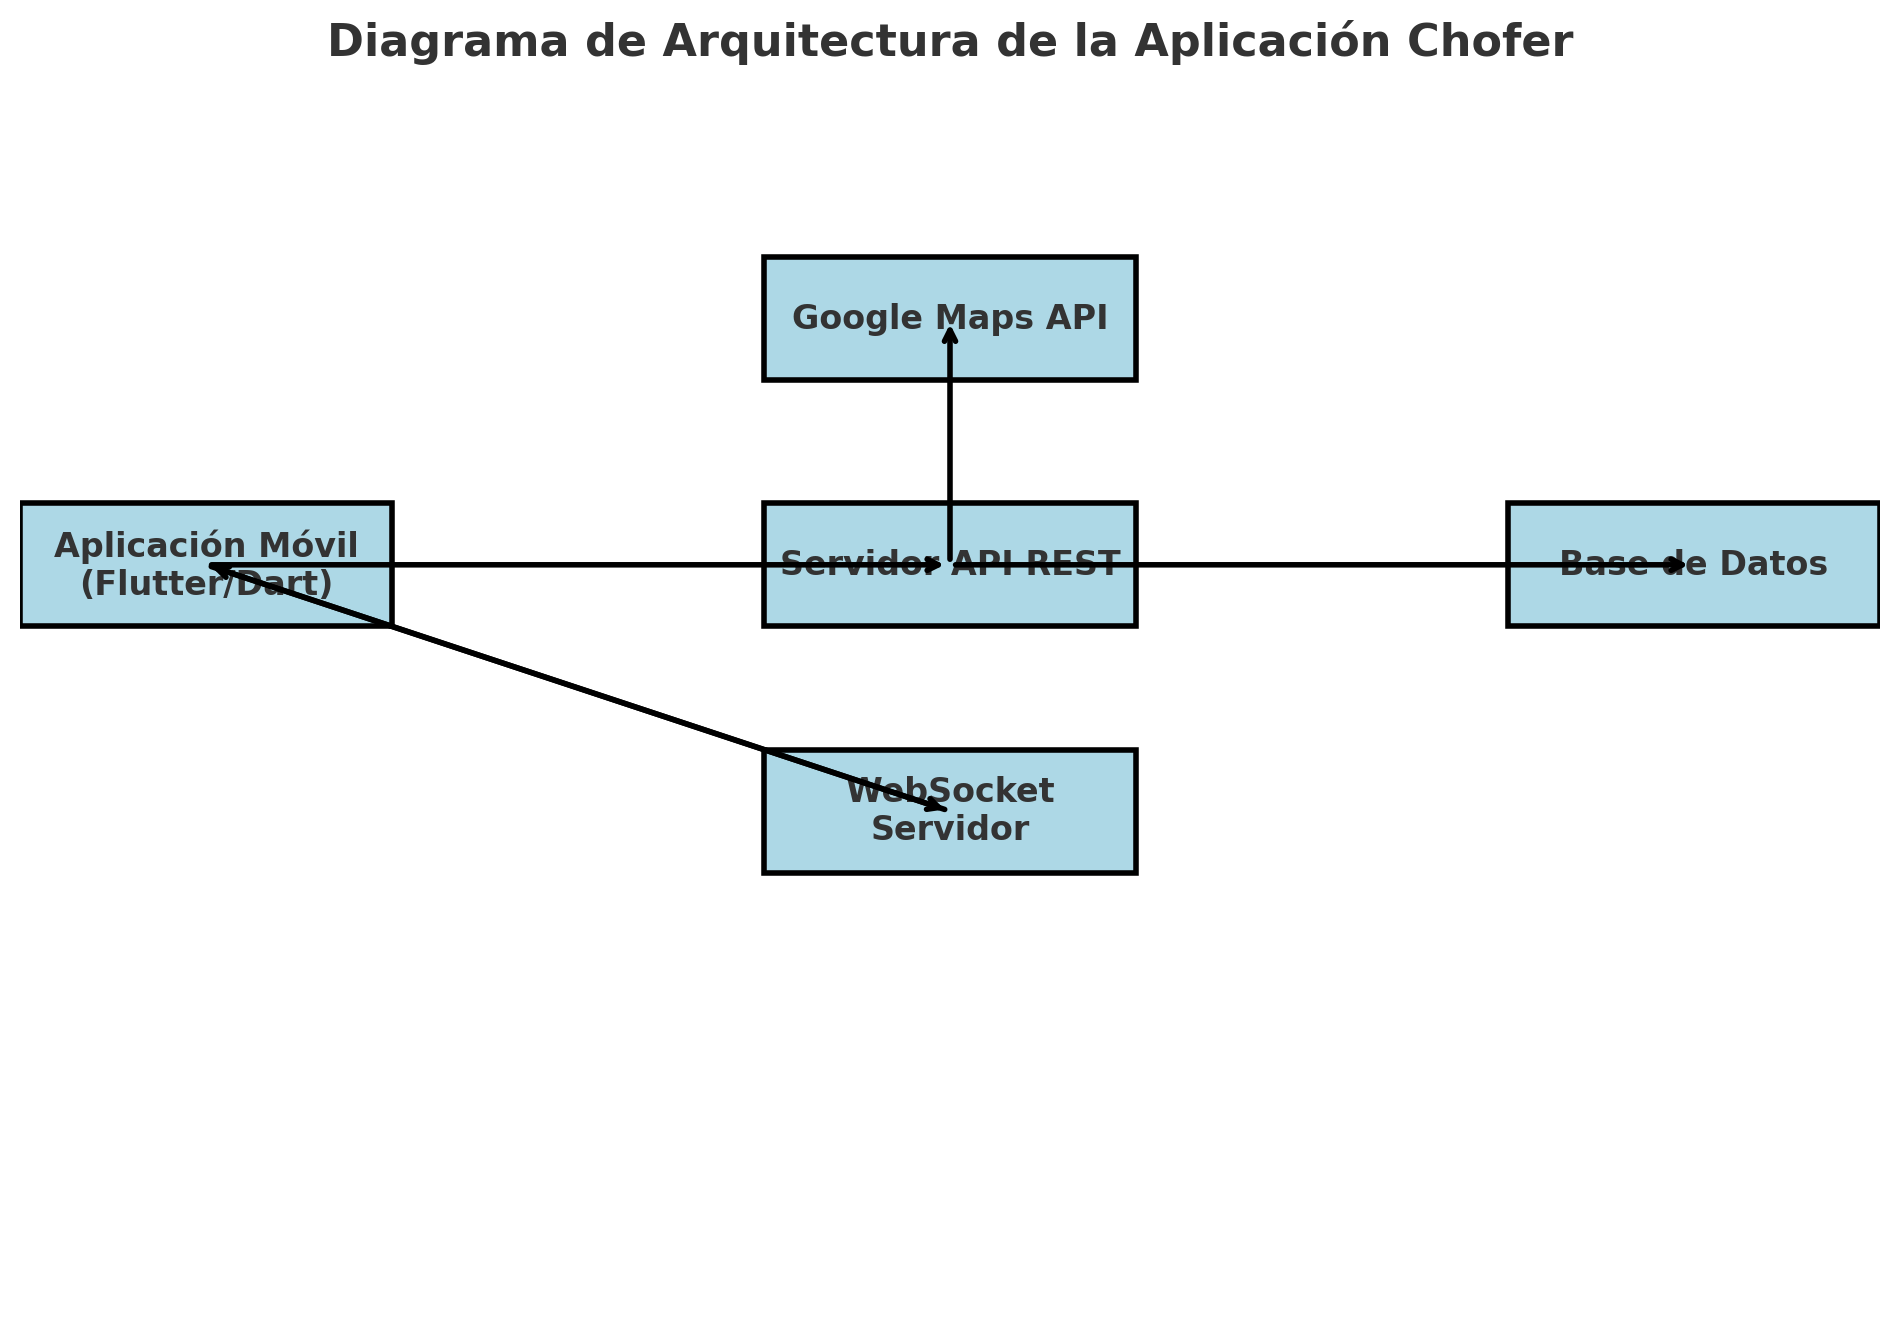 Diagrama de Arquitectura de la Aplicación Chofer
Google Maps API
Aplicación Móvil
(Flutter/Dart)
Servidor API REST
Base de Datos
WebSocket
Servidor